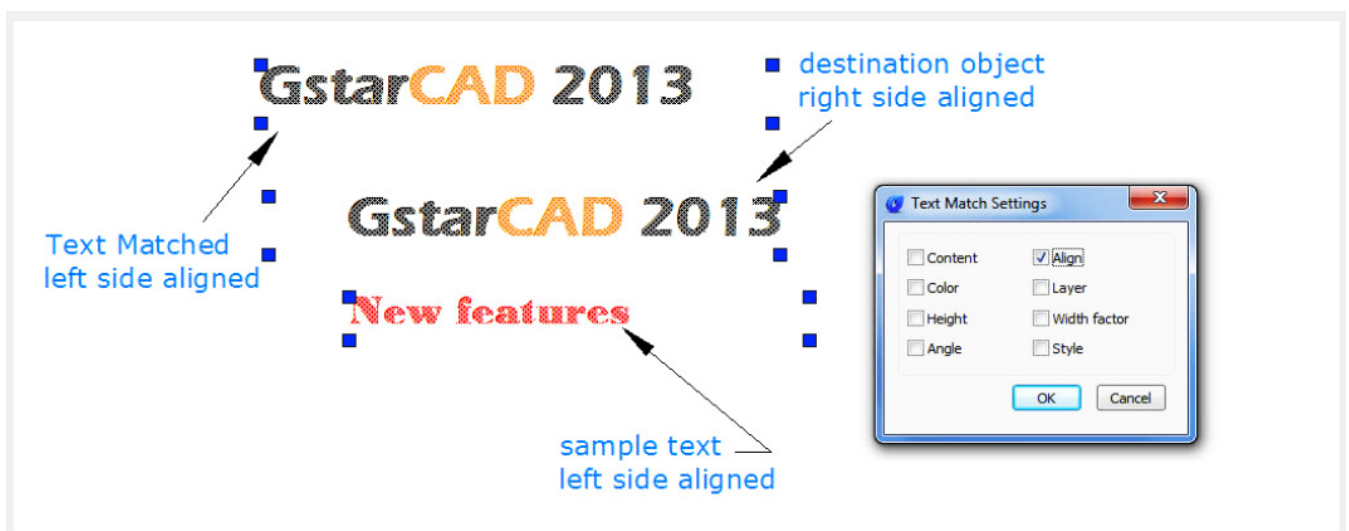 GstarCAD 2013
destination object
right side aligned
GstarCAD 2013
Text Matched
left side aligned
New features
sample text
left side aligned
Text Match Settings
Content
Align
Color
Layer
Height
Width factor
Angle
Style
OK
Cancel